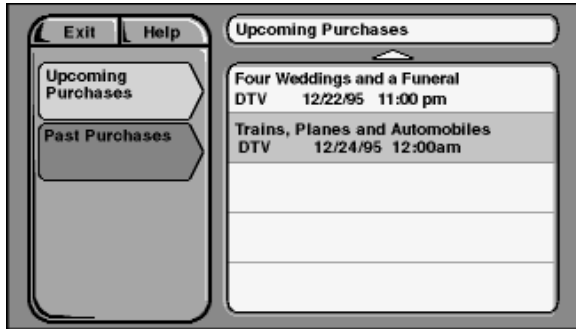 Exit Help
Upcoming Purchases
Upcoming
Purchases
Past Purchases
Four Weddings and a Funeral
DTV 12/22/95 11:00 pm
Trains, Planes and Automobiles
DTV 12/24/95 12:00am